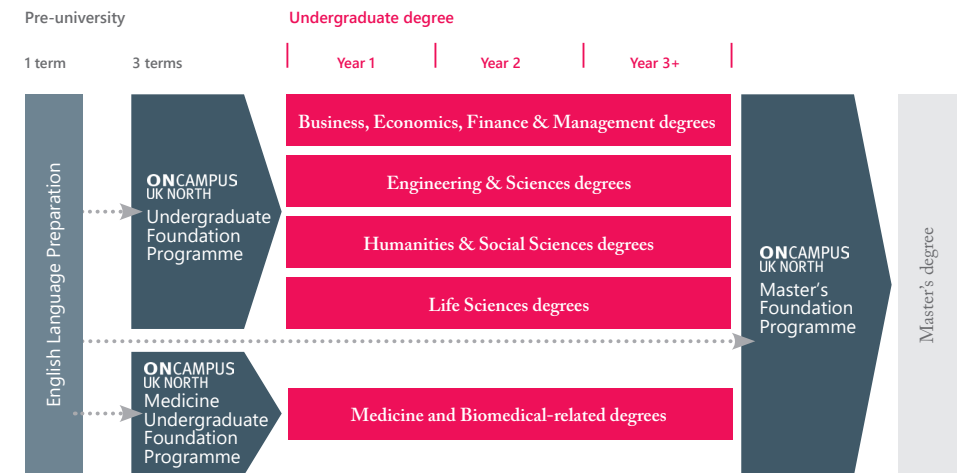 Pre-university
Undergraduate degree
1 term
3 terms
Year 1
Year 2
Year 3+
English Language Preparation
ONCAMPUS
UK NORTH
Undergraduate
Foundation
Programme
Business, Economics, Finance & Management degrees
Engineering & Sciences degrees
Humanities & Social Sciences degrees
Life Sciences degrees
ONCAMPUS
UK NORTH
Medicine
Undergraduate
Foundation
Programme
Medicine and Biomedical-related degrees
ONCAMPUS
UK NORTH
Master's
Foundation
Programme
Master's degree